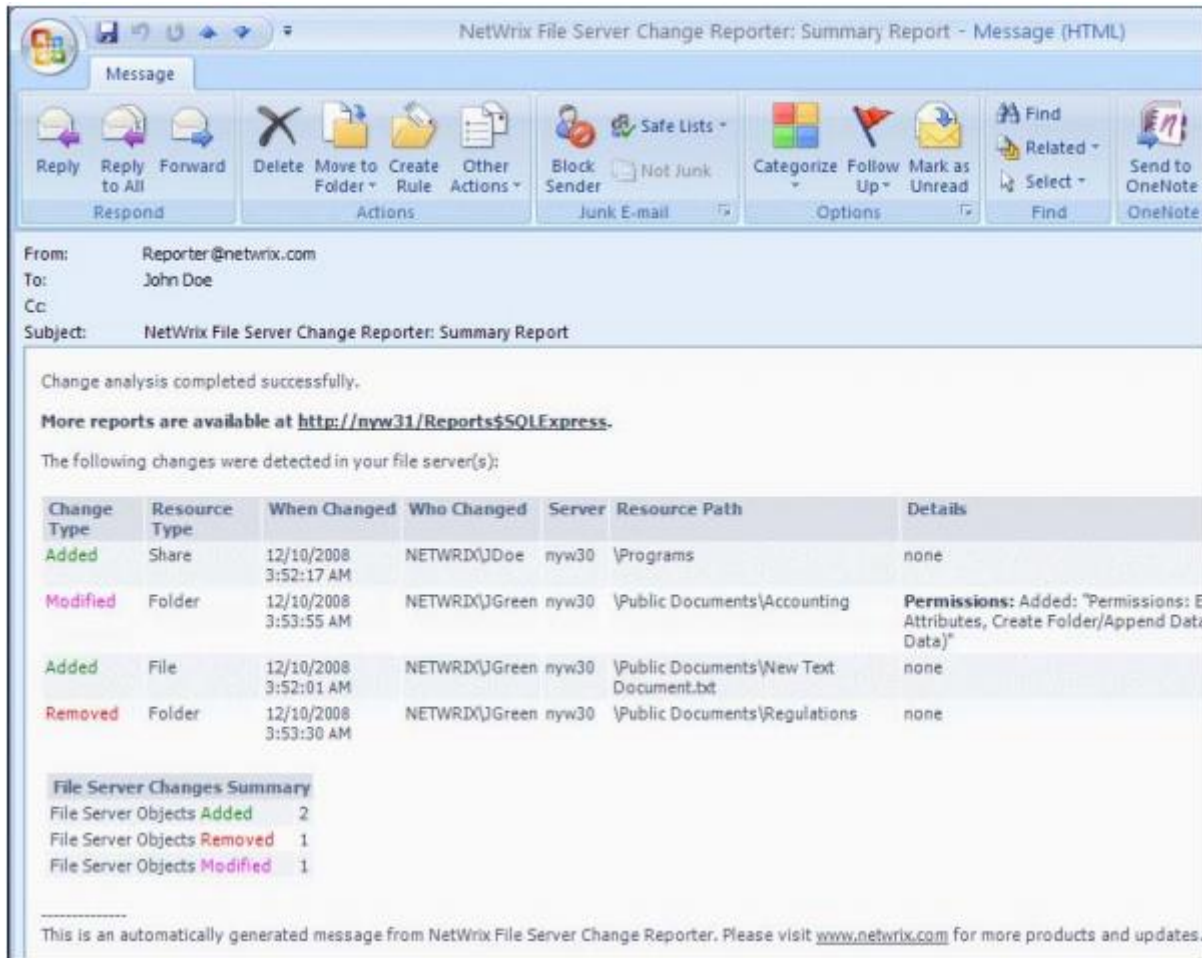 NetWrix File Server Change Reporter: Summary Report - Message (HTML)
Message
Reply
Reply to All
Forward
Delete
Move to Folder
Create Rule
Other Actions
Block Sender
Safe Lists
Not Junk
Categorize
Follow Up
Mark as Unread
Find
Related
Select
Send to OneNote
Respond
Actions
Junk E-mail
Options
Find
OneNote
From: Reporter@netwrix.com
To: John Doe
Cc:
Subject: NetWrix File Server Change Reporter: Summary Report
Change analysis completed successfully.
More reports are available at http://nyw31/Reports$SQLExpress.
The following changes were detected in your file server(s):
Change Type Resource Type When Changed Who Changed Server Resource Path Details
Added Share 12/10/2008 3:52:17 AM NETWRIX\JDoe nyw30 \Programs none
Modified Folder 12/10/2008 3:53:55 AM NETWRIX\JGreen nyw30 \Public Documents\Accounting Permissions: Added: "Permissions: Attributes, Create Folder/Append Data Data)"
Added File 12/10/2008 3:52:01 AM NETWRIX\JGreen nyw30 \Public Documents\New Text Document.txt none
Removed Folder 12/10/2008 3:53:30 AM NETWRIX\JGreen nyw30 \Public Documents\Regulations none
File Server Changes Summary
File Server Objects Added 2
File Server Objects Removed 1
File Server Objects Modified 1
--------------
This is an automatically generated message from NetWrix File Server Change Reporter. Please visit www.netwrix.com for more products and updates.